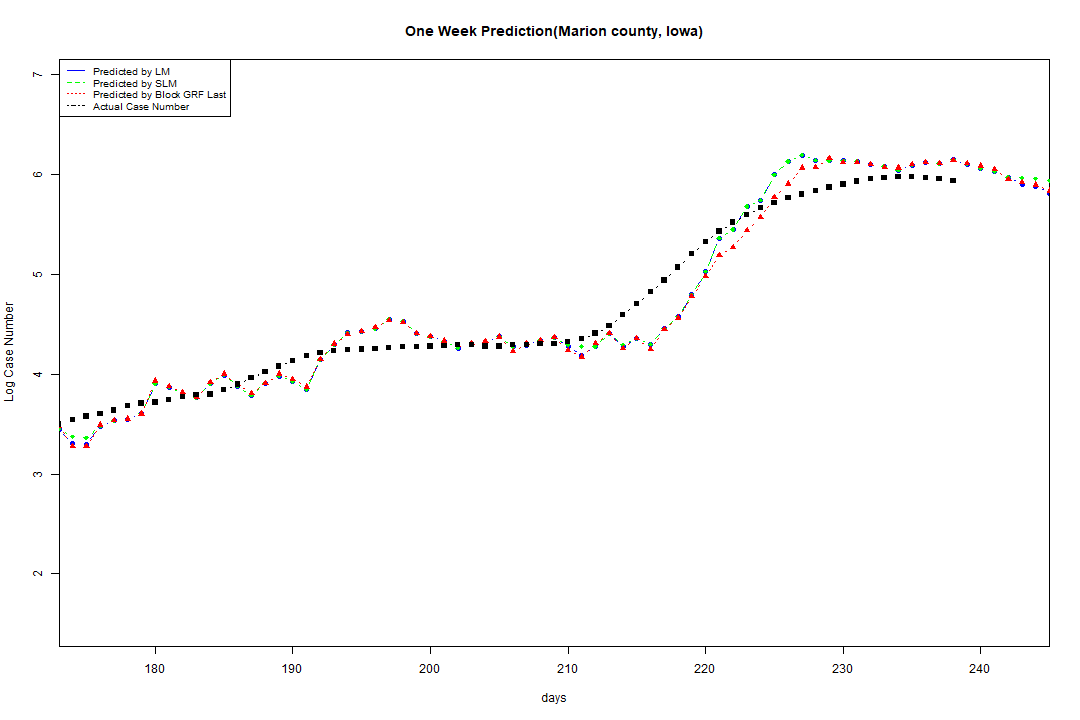 One Week Prediction(Marion county, Iowa)
Predicted by LM
Predicted by SLM
Predicted by Block GRF Last
Actual Case Number
7
6
5
4
3
2
Log Case Number
180 190 200 210 220 230 240
days